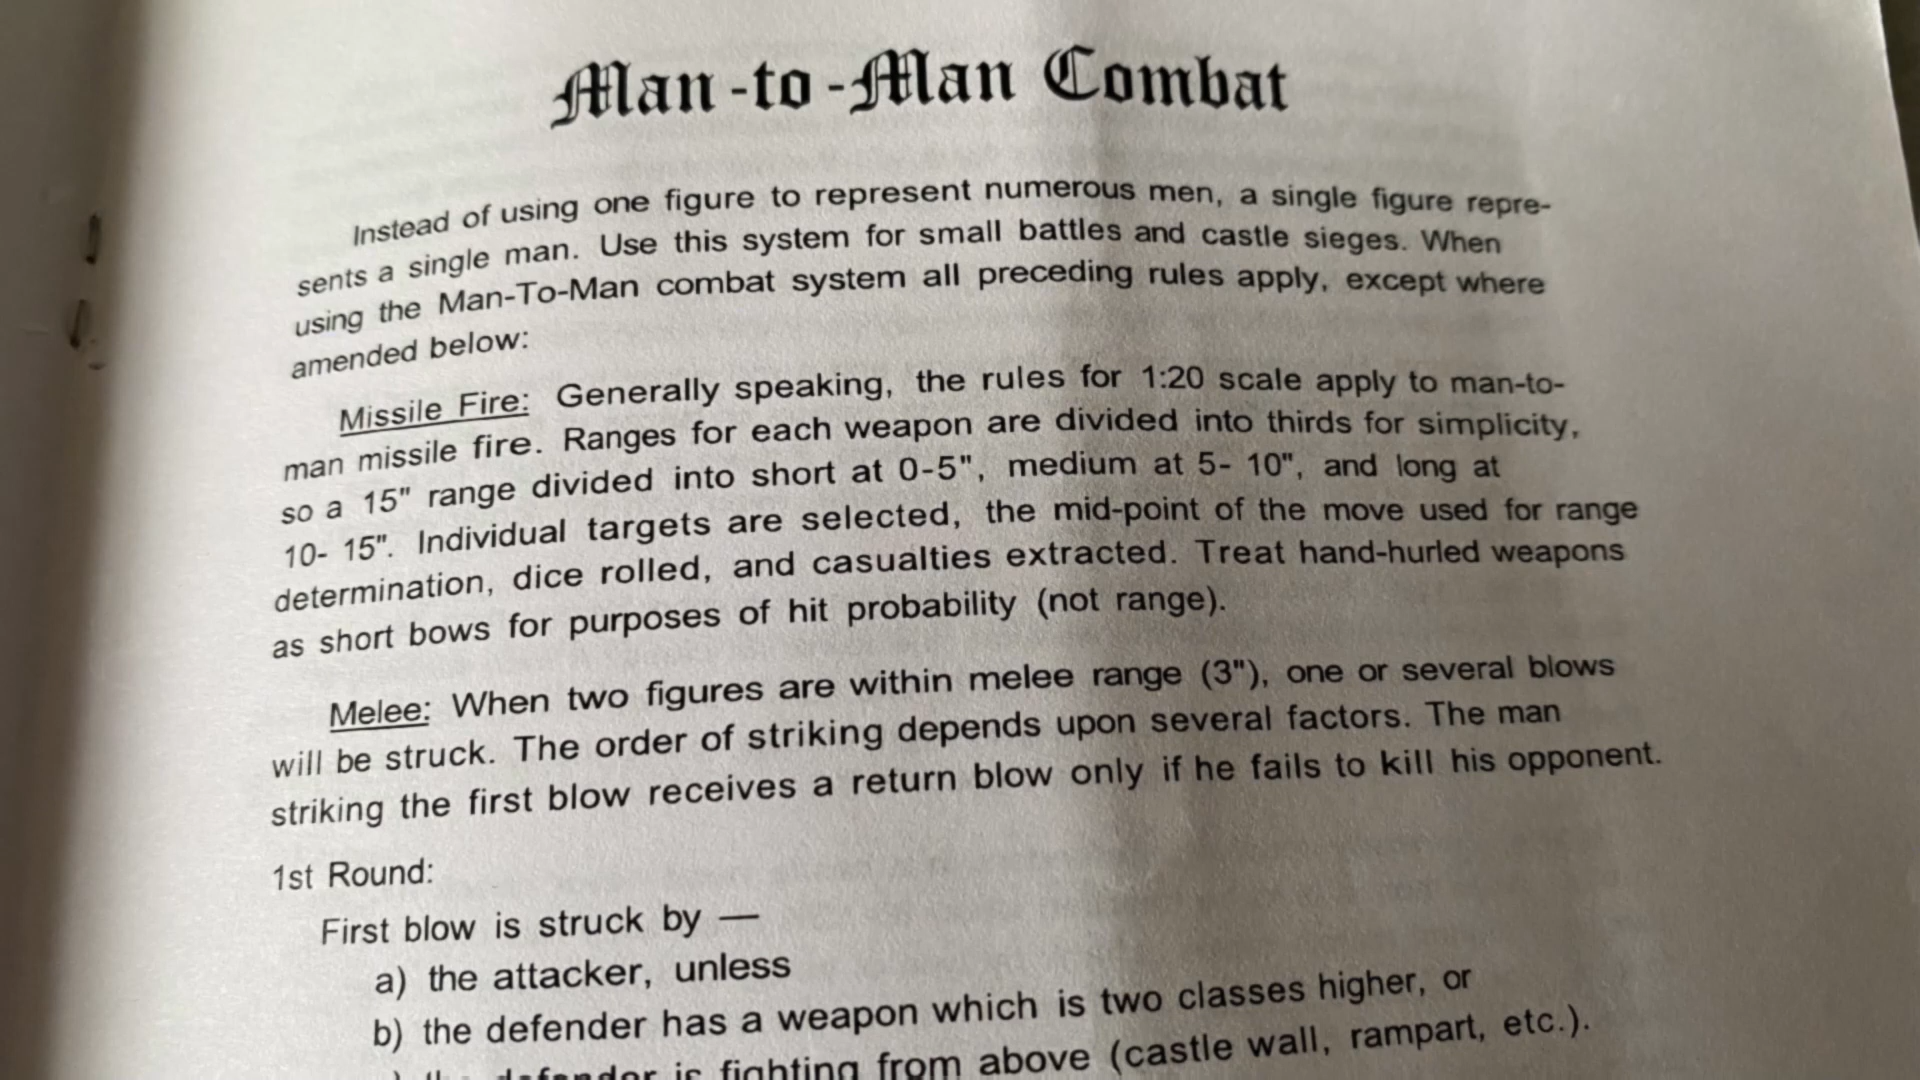 Man-to-Man Combat
Instead of using one figure to represent numerous men, a single figure repre-
sents a single man. Use this system for small battles and castle sieges. When
using the Man-To-Man combat system all preceding rules apply, except where
amended below:
Missile Fire: Generally speaking, the rules for 1:20 scale apply to man-to-
man missile fire. Ranges for each weapon are divided into thirds for simplicity,
so a 15" range divided into short at 0-5", medium at 5- 10", and long at
10- 15". Individual targets are selected, the mid-point of the move used for range
determination, dice rolled, and casualties extracted. Treat hand-hurled weapons
as short bows for purposes of hit probability (not range).
Melee: When two figures are within melee range (3"), one or several blows
will be struck. The order of striking depends upon several factors. The man
striking the first blow receives a return blow only if he fails to kill his opponent.
1st Round:
First blow is struck by —
a) the attacker, unless
b) the defender has a weapon which is two classes higher, or
the defender is fighting from above (castle wall, rampart, etc.).